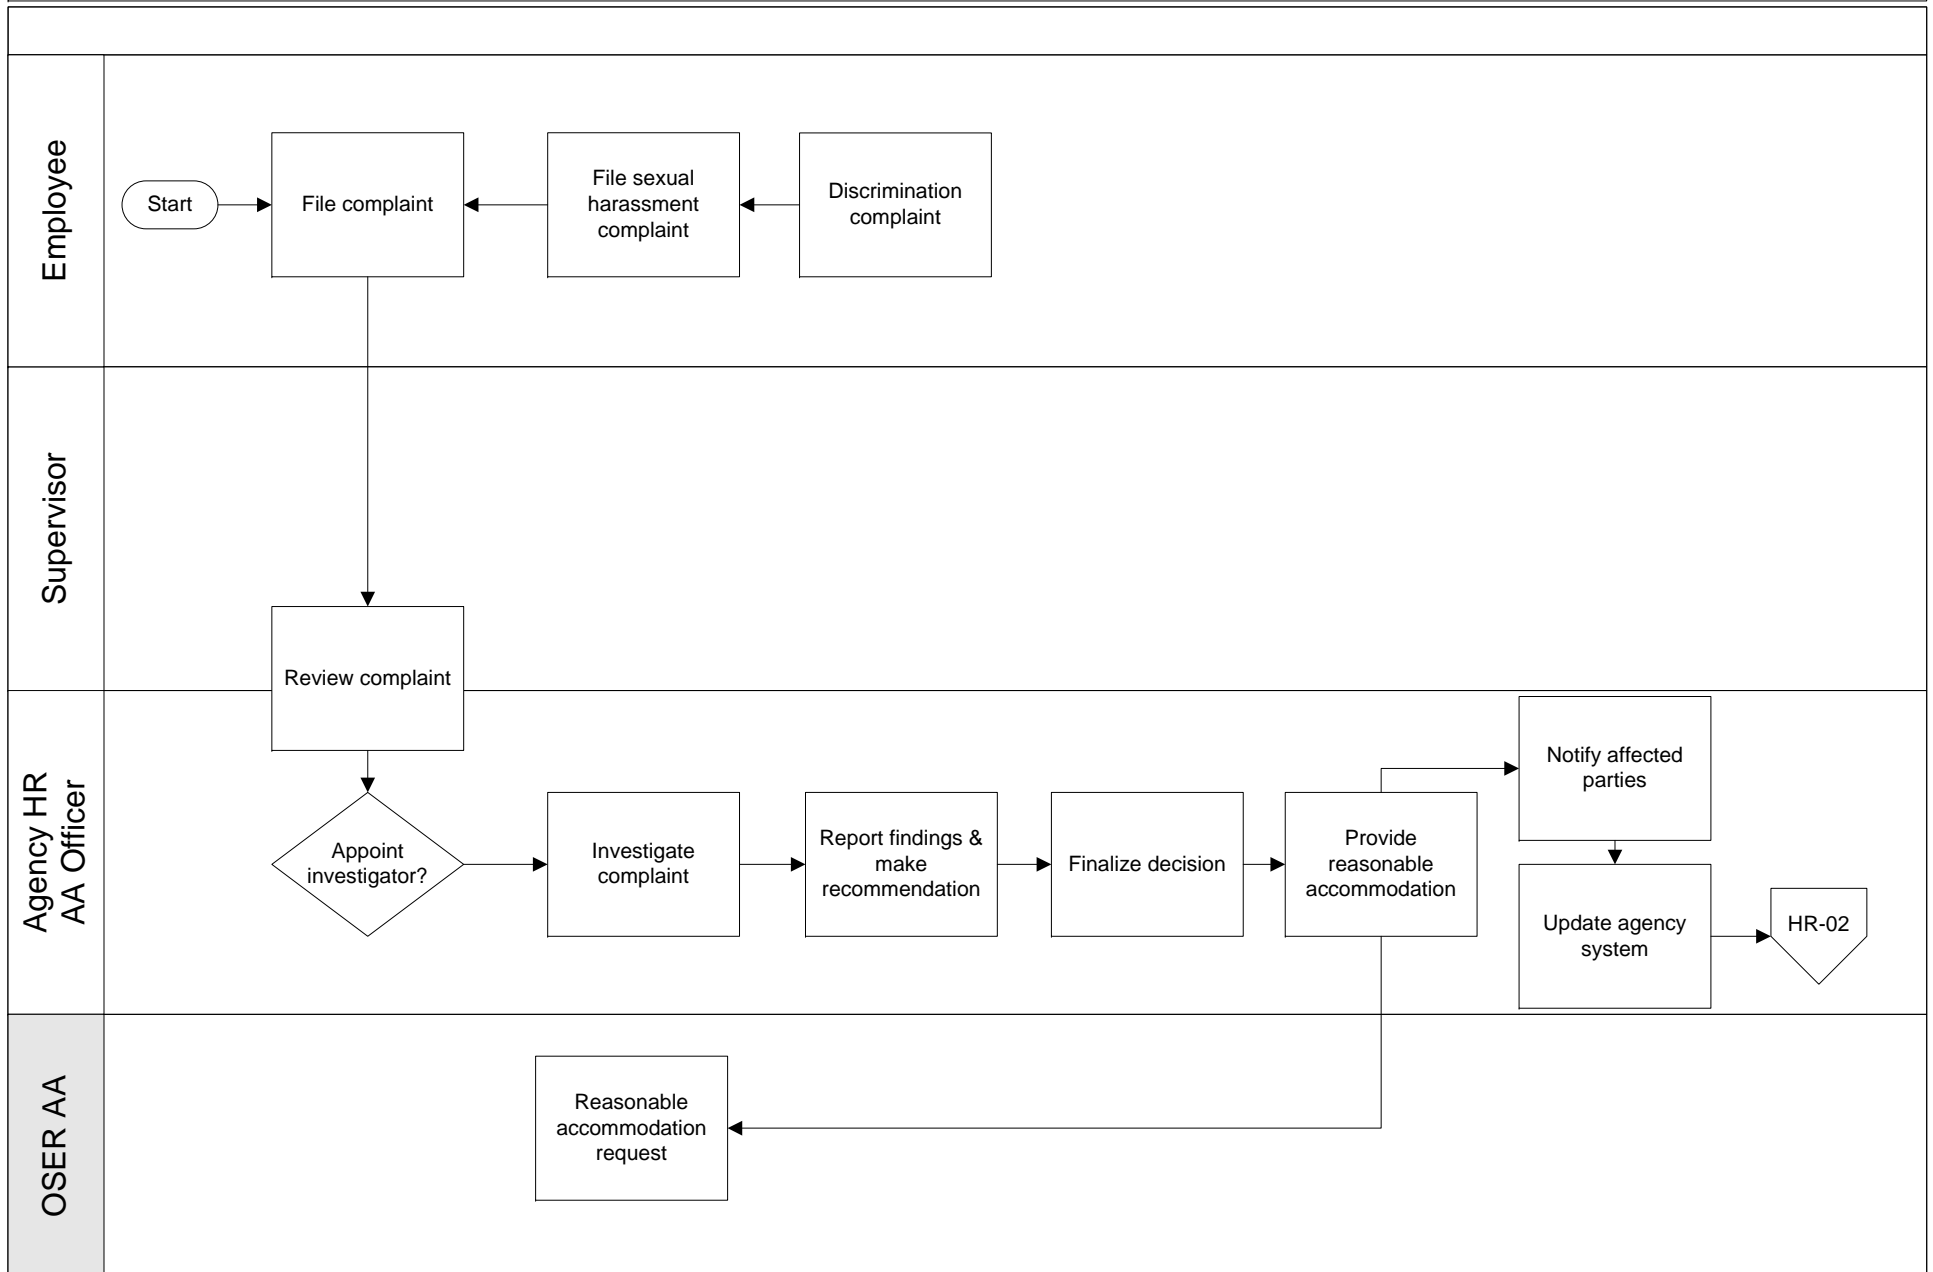 Employee
Start
File complaint
File sexual
harassment
complaint
Discrimination
complaint
Supervisor
Review complaint
Agency HR
AA Officer
Appoint
investigator?
Investigate
complaint
Report findings &
make
recommendation
Finalize decision
Provide
reasonable
accommodation
Notify affected
parties
Update agency
system
HR-02
OSER AA
Reasonable
accommodation
request